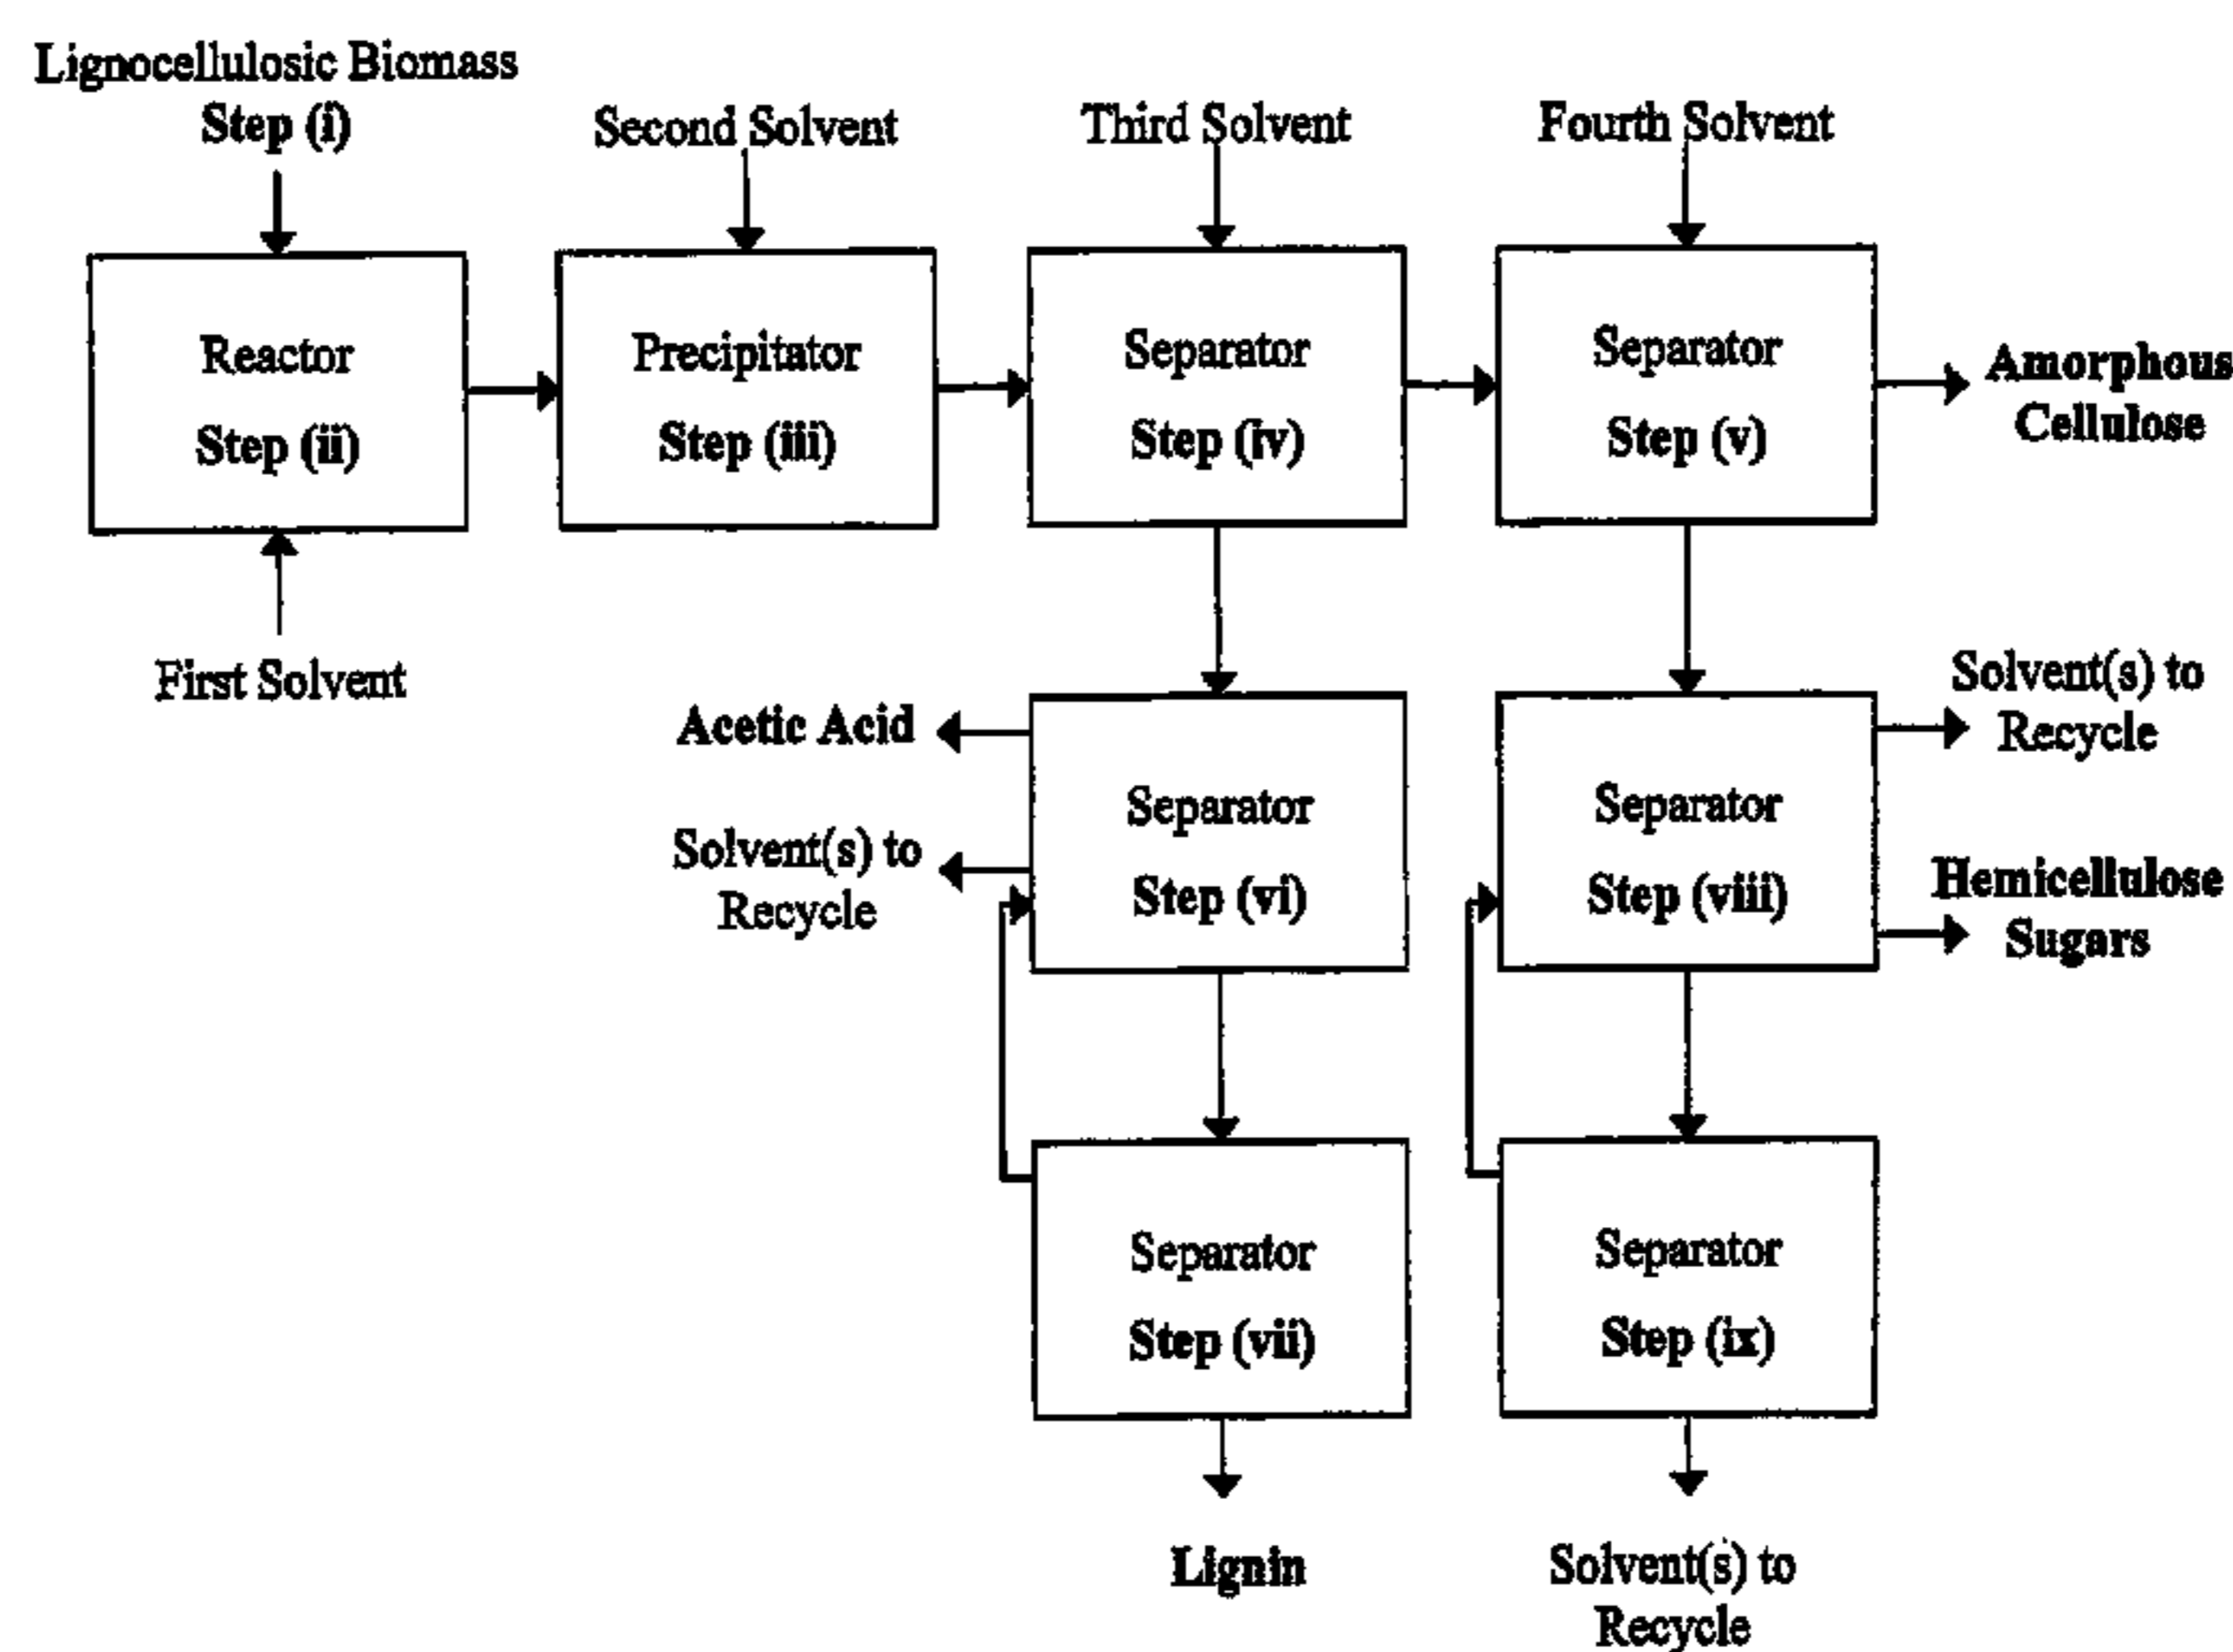 Lignocellulosic Biomass
Step (i)
Second Solvent
Third Solvent
Fourth Solvent
Reactor
Step (ii)
Precipitator
Step (iii)
Separator
Step (iv)
Separator
Step (v)
Amorphous
Cellulose
First Solvent
Acetic Acid
Solvent(s) to
Recycle
Separator
Step (vi)
Separator
Step (viii)
Solvent(s) to
Recycle
Hemicellulose
Sugars
Separator
Step (vii)
Separator
Step (ix)
Lignin
Solvent(s) to
Recycle